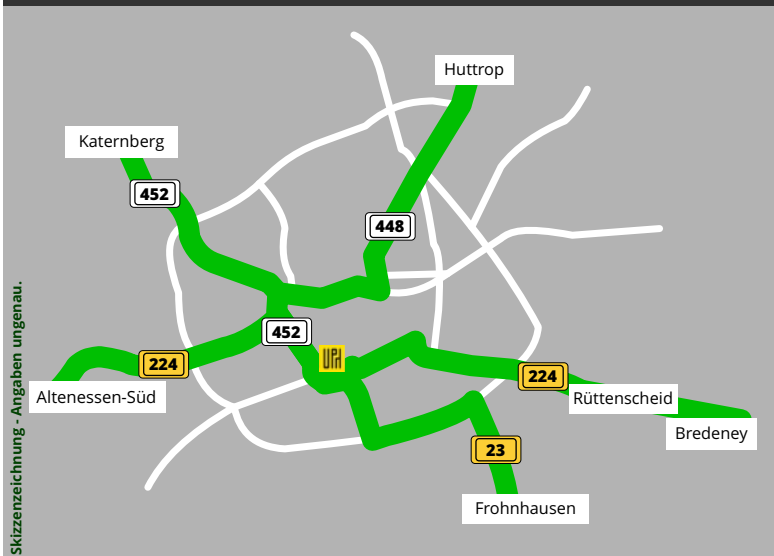 Huttrop
Katernberg
452
448
452
224
224
Altenessen-Süd
Rüttenscheid
Bredeney
23
Frohnhausen
Skizzenzeichnung - Angaben ungenau.